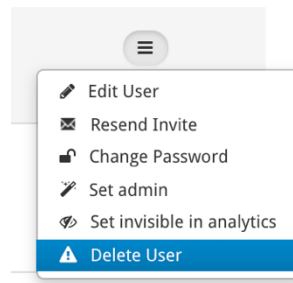 Edit User
Resend Invite
Change Password
Set admin
Set invisible in analytics
Delete User